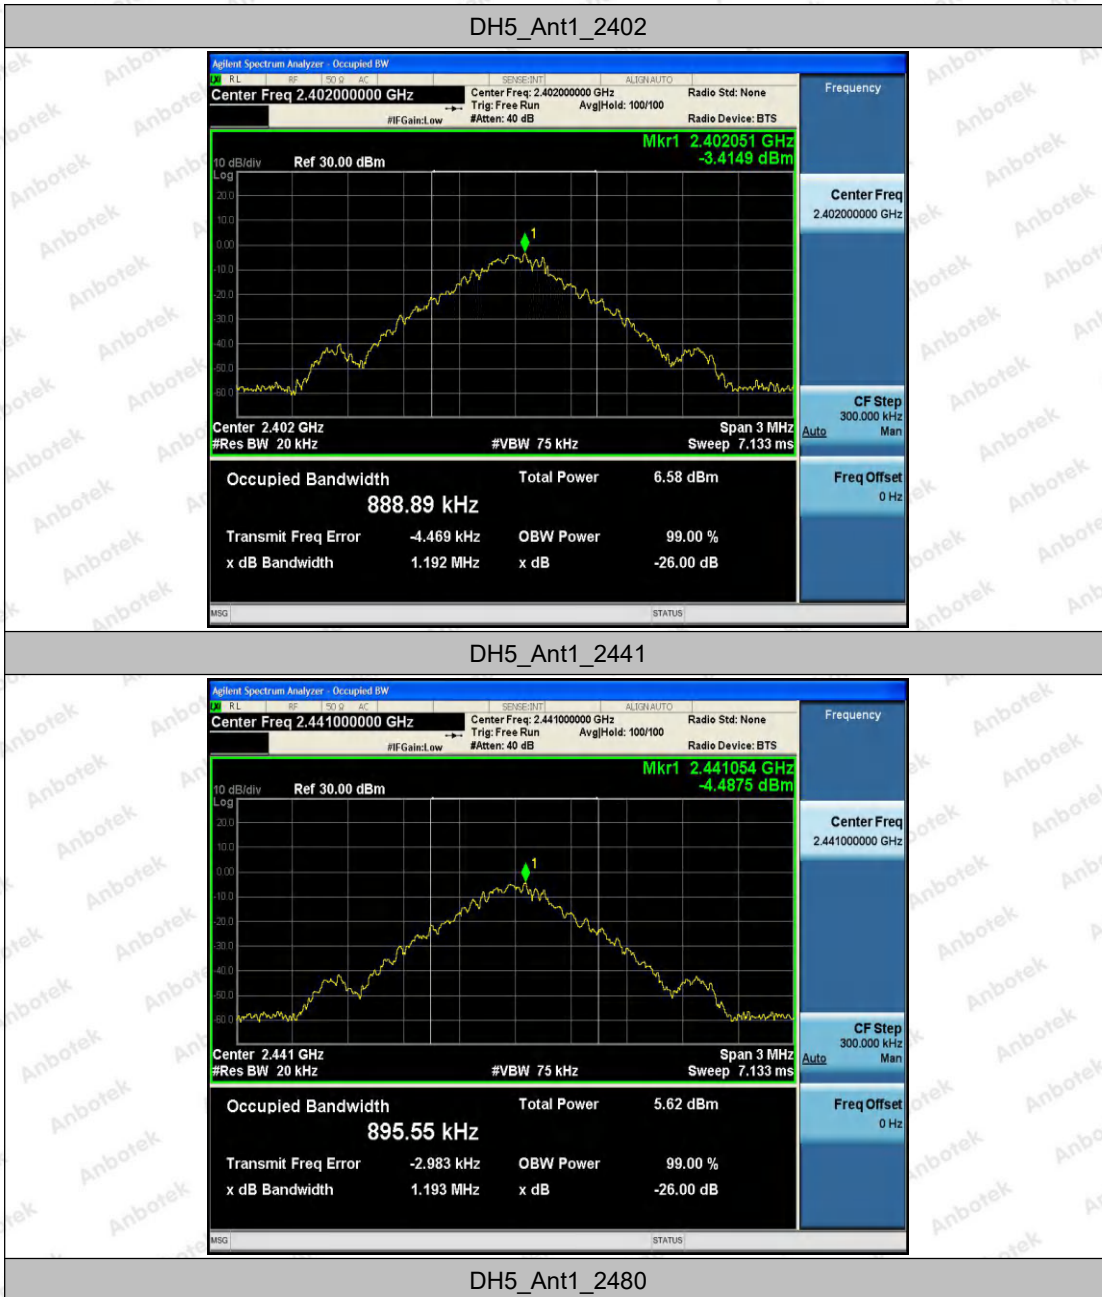 DH5_Ant1_2402
Agilent Spectrum Analyzer - Occupied BW
RL RF 50 Ω AC SENSE:INT ALIGN AUTO
Center Freq 2.402000000 GHz
Center Freq: 2.402000000 GHz
Radio Std: None
Trig: Free Run Avg|Hold: 100/100
#IFGain:Low #Atten: 40 dB Radio Device: BTS
Mkr1 2.402051 GHz
-3.4149 dBm
10 dB/div Ref 30.00 dBm
Log
20.0
10.0
0.00
-10.0
-20.0
-30.0
-40.0
-50.0
-60.0
1
Center 2.402 GHz Span 3 MHz
#Res BW 20 kHz #VBW 75 kHz Sweep 7.133 ms
Occupied Bandwidth Total Power 6.58 dBm
888.89 kHz
Transmit Freq Error -4.469 kHz OBW Power 99.00 %
x dB Bandwidth 1.192 MHz x dB -26.00 dB
MSG STATUS
Frequency
Center Freq
2.402000000 GHz
CF Step
300.000 kHz
Auto Man
Freq Offset
0 Hz
DH5_Ant1_2441
Agilent Spectrum Analyzer - Occupied BW
RL RF 50 Ω AC SENSE:INT ALIGN AUTO
Center Freq 2.441000000 GHz
Center Freq: 2.441000000 GHz
Radio Std: None
Trig: Free Run Avg|Hold: 100/100
#IFGain:Low #Atten: 40 dB Radio Device: BTS
Mkr1 2.441054 GHz
-4.4875 dBm
10 dB/div Ref 30.00 dBm
Log
20.0
10.0
0.00
-10.0
-20.0
-30.0
-40.0
-50.0
-60.0
1
Center 2.441 GHz Span 3 MHz
#Res BW 20 kHz #VBW 75 kHz Sweep 7.133 ms
Occupied Bandwidth Total Power 5.62 dBm
895.55 kHz
Transmit Freq Error -2.983 kHz OBW Power 99.00 %
x dB Bandwidth 1.193 MHz x dB -26.00 dB
MSG STATUS
Frequency
Center Freq
2.441000000 GHz
CF Step
300.000 kHz
Auto Man
Freq Offset
0 Hz
DH5_Ant1_2480
Anbotek